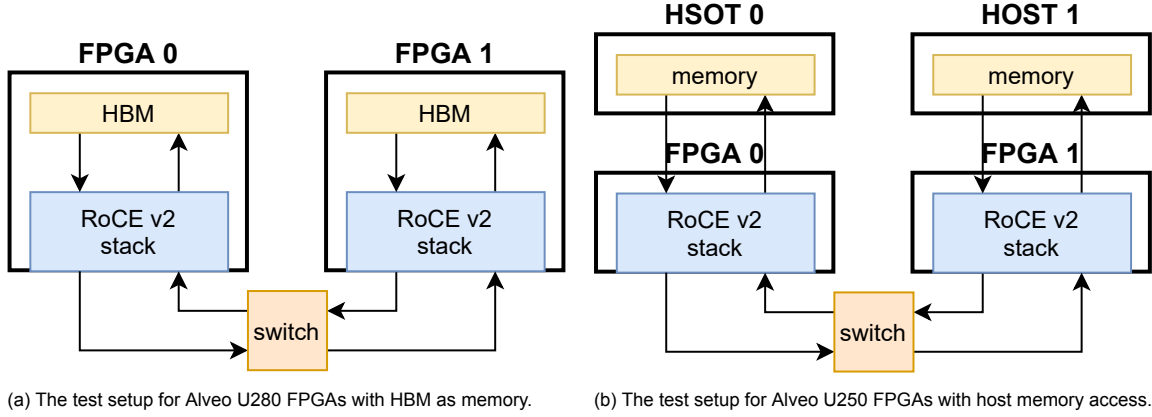 FPGA 0
FPGA 1
HBM
HBM
RoCE v2
stack
RoCE v2
stack
switch
(a) The test setup for Alveo U280 FPGAs with HBM as memory.
HSOT 0
HOST 1
memory
memory
FPGA 0
FPGA 1
RoCE v2
stack
RoCE v2
stack
switch
(b) The test setup for Alveo U250 FPGAs with host memory access.